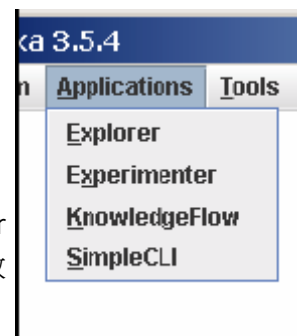 ka 3.5.4
m Applications Tools
Explorer
Experimenter
KnowledgeFlow
r
SimpleCLI